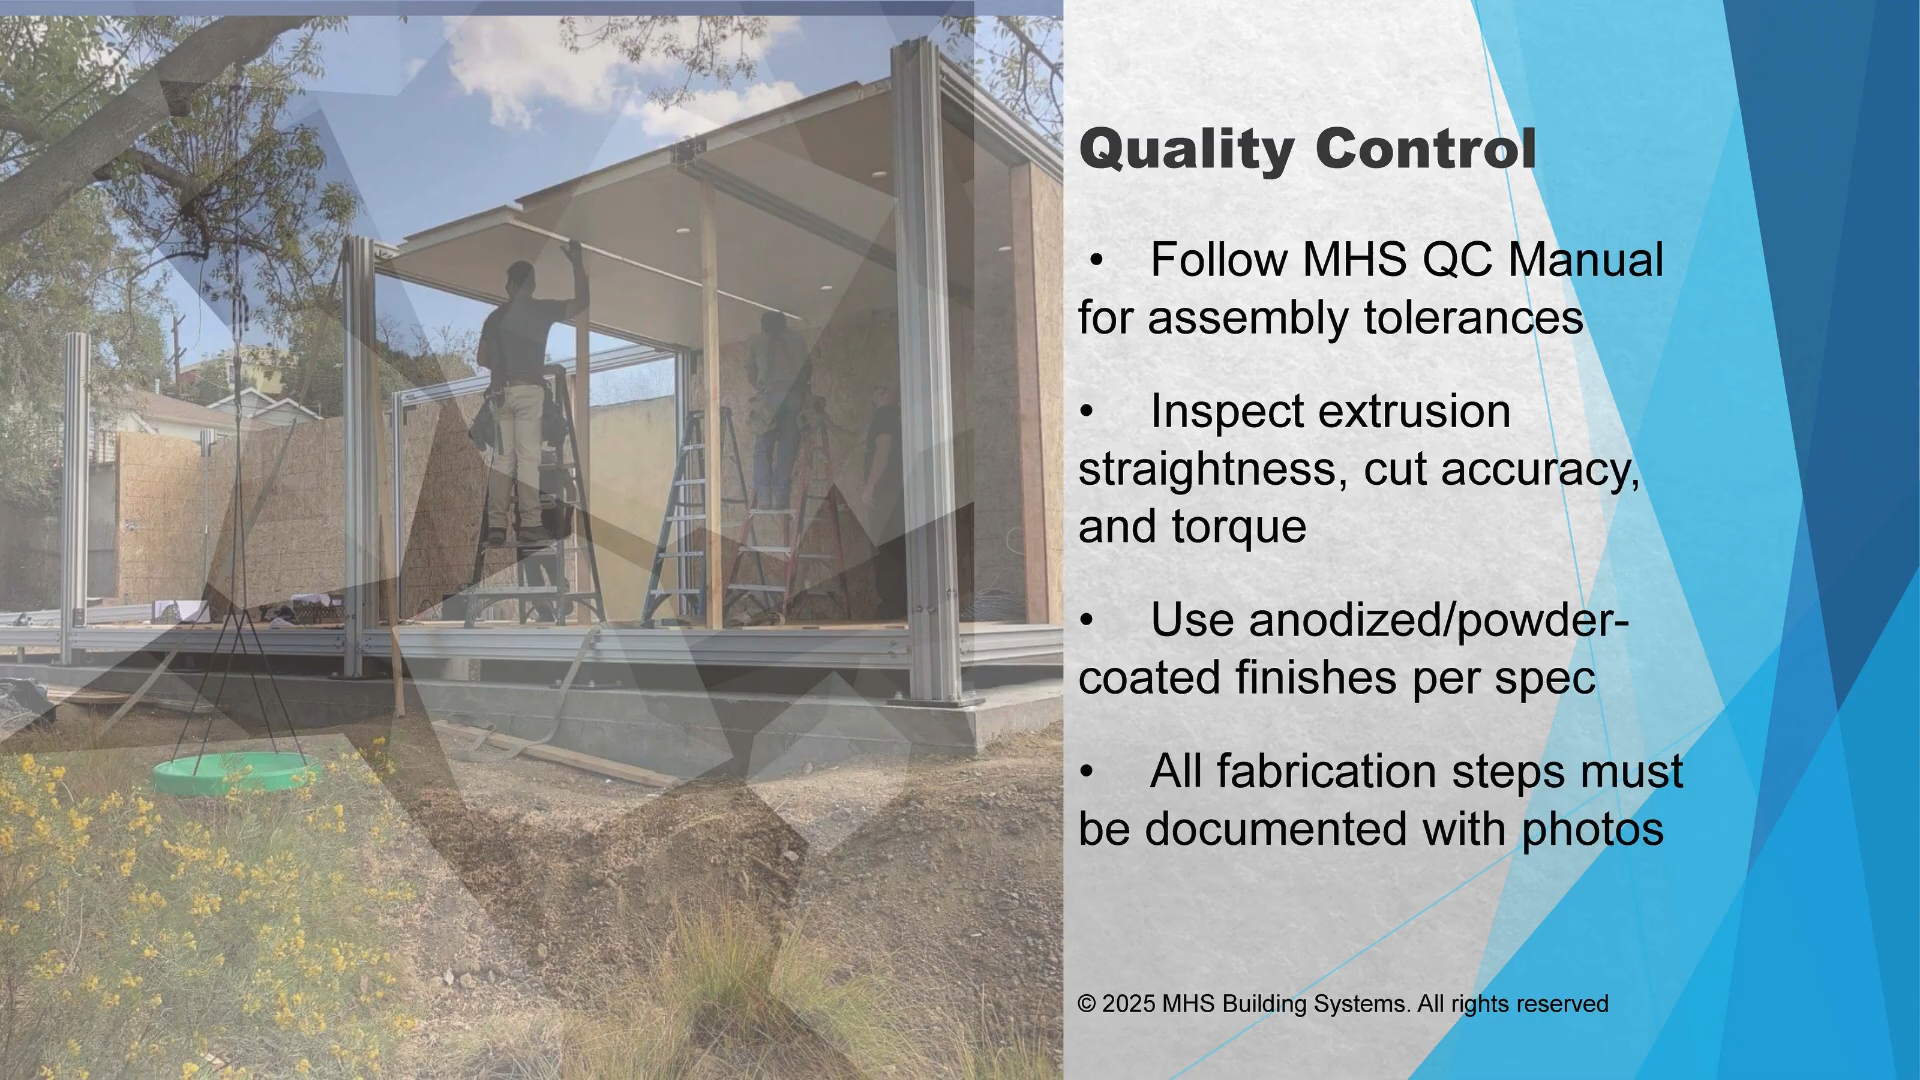 Quality Control
• Follow MHS QC Manual
for assembly tolerances
• Inspect extrusion
straightness, cut accuracy,
and torque
• Use anodized/powder-
coated finishes per spec
• All fabrication steps must
be documented with photos
© 2025 MHS Building Systems. All rights reserved